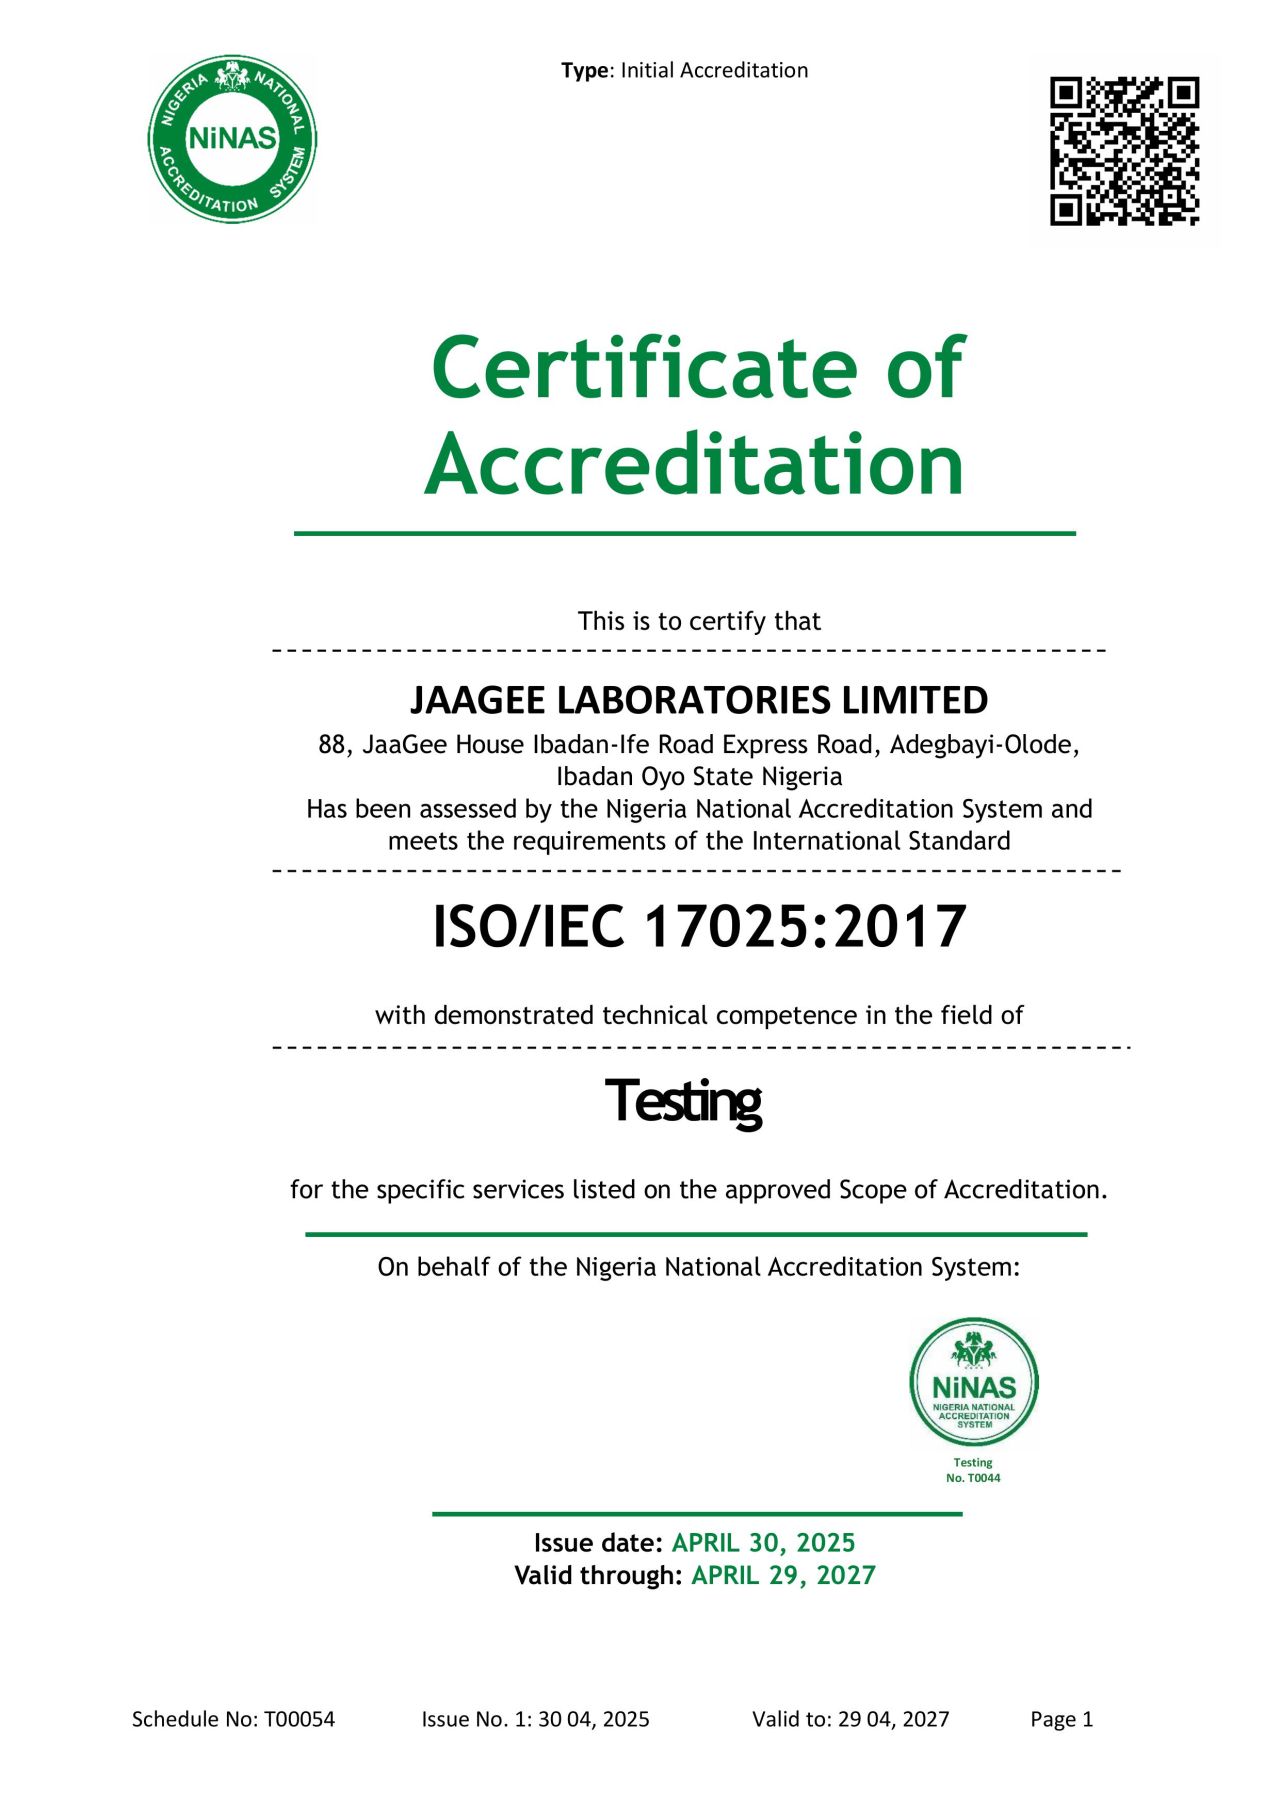 NIGERIA NATIONAL
NiNAS
ACCREDITATION SYSTEM
Type: Initial Accreditation
Certificate of
Accreditation
This is to certify that
JAAGEE LABORATORIES LIMITED
88, JaaGee House Ibadan-Ife Road Express Road, Adegbayi-Olode,
Ibadan Oyo State Nigeria
Has been assessed by the Nigeria National Accreditation System and
meets the requirements of the International Standard
ISO/IEC 17025:2017
with demonstrated technical competence in the field of
Testing
for the specific services listed on the approved Scope of Accreditation.
On behalf of the Nigeria National Accreditation System:
NiNAS
NIGERIA NATIONAL
ACCREDITATION
SYSTEM
Testing
No. T0044
Issue date: APRIL 30, 2025
Valid through: APRIL 29, 2027
Schedule No: T00054 Issue No. 1: 30 04, 2025 Valid to: 29 04, 2027 Page 1